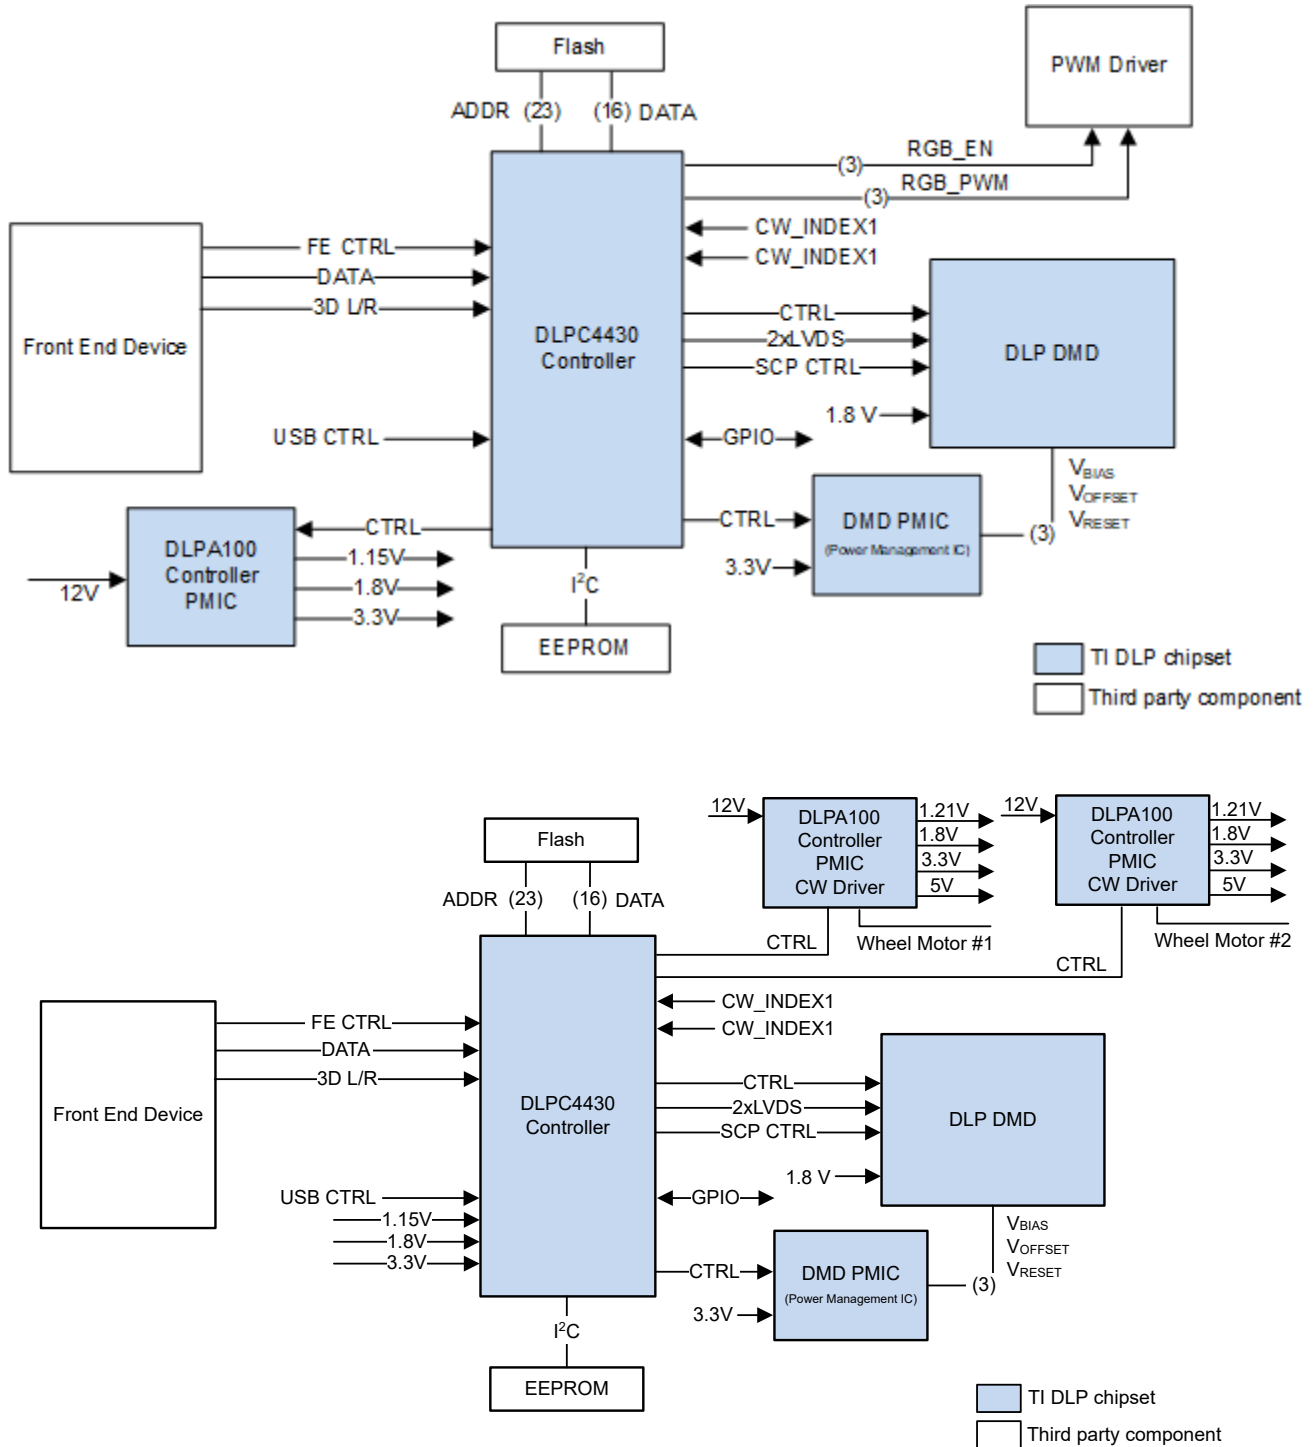 Flash
PWM Driver
ADDR (23) (16) DATA
RGB_EN
(3)
RGB_PWM
(3)
CW_INDEX1
CW_INDEX1
FE CTRL
DATA
3D L/R
Front End Device
DLPC4430
Controller
CTRL
2xLVDS
SCP CTRL
DLP DMD
1.8 V
USB CTRL
GPIO
VBIAS
VOFFSET
VRESET
CTRL
DMD PMIC
(Power Management IC)
(3)
3.3V
CTRL
DLPA100
Controller
PMIC
12V
1.15V
1.8V
3.3V
I2C
EEPROM
TI DLP chipset
Third party component
12V
DLPA100
Controller
PMIC
CW Driver
1.21V
1.8V
3.3V
5V
12V
DLPA100
Controller
PMIC
CW Driver
1.21V
1.8V
3.3V
5V
Flash
ADDR (23) (16) DATA
CTRL
Wheel Motor #1
CTRL
Wheel Motor #2
CW_INDEX1
CW_INDEX1
FE CTRL
DATA
3D L/R
Front End Device
DLPC4430
Controller
CTRL
2xLVDS
SCP CTRL
DLP DMD
1.8 V
USB CTRL
1.15V
1.8V
3.3V
GPIO
VBIAS
VOFFSET
VRESET
CTRL
DMD PMIC
(Power Management IC)
(3)
3.3V
I2C
EEPROM
TI DLP chipset
Third party component